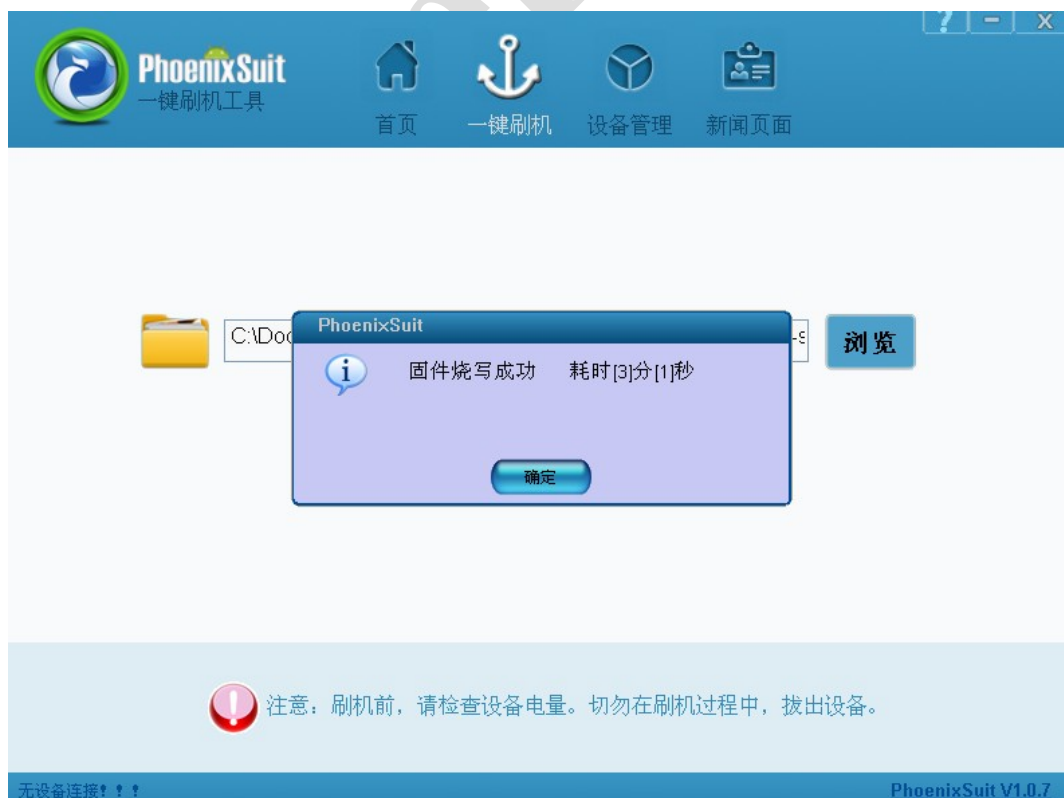 ? - x
PhoenixSuit
一键刷机工具
首页 一键刷机 设备管理 新闻页面
C:\Doc
-s
浏览
PhoenixSuit
固件烧写成功 耗时[3]分[1]秒
确定
注意：刷机前，请检查设备电量。切勿在刷机过程中，拔出设备。
无设备连接！！！
PhoenixSuit V1.0.7